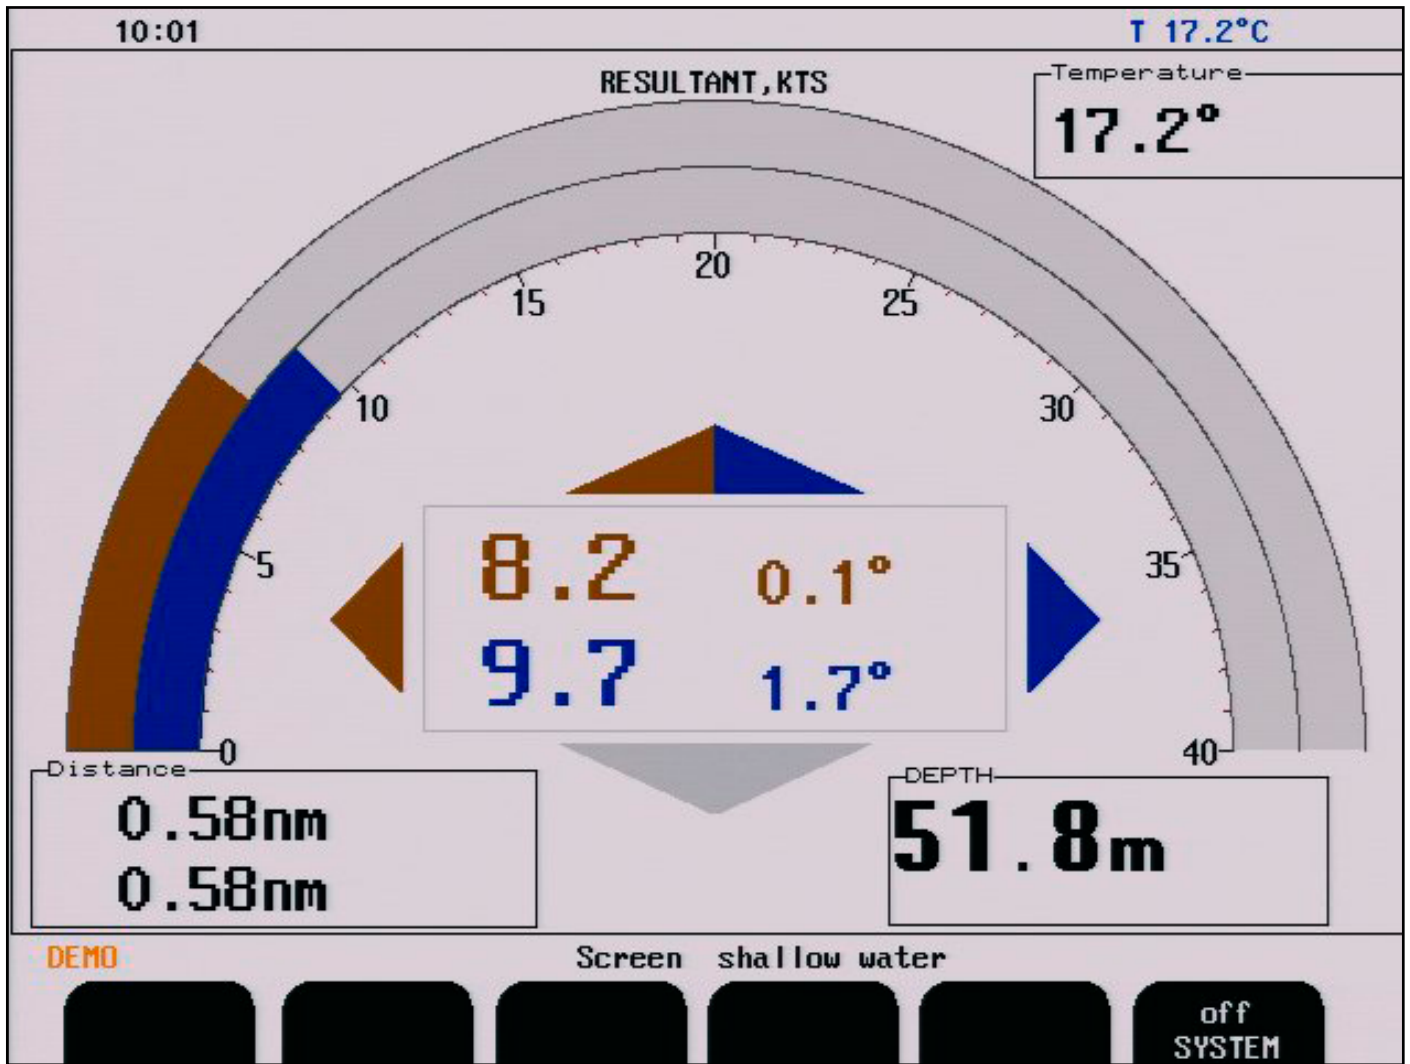 10:01
T 17.2°C
RESULTANT,KTS
Temperature
17.2°
20
15
25
10
30
5
35
8.2 0.1°
9.7 1.7°
0
40
Distance
0.58nm
0.58nm
DEPTH
51.8m
DEMO
Screen shallow water
off
SYSTEM